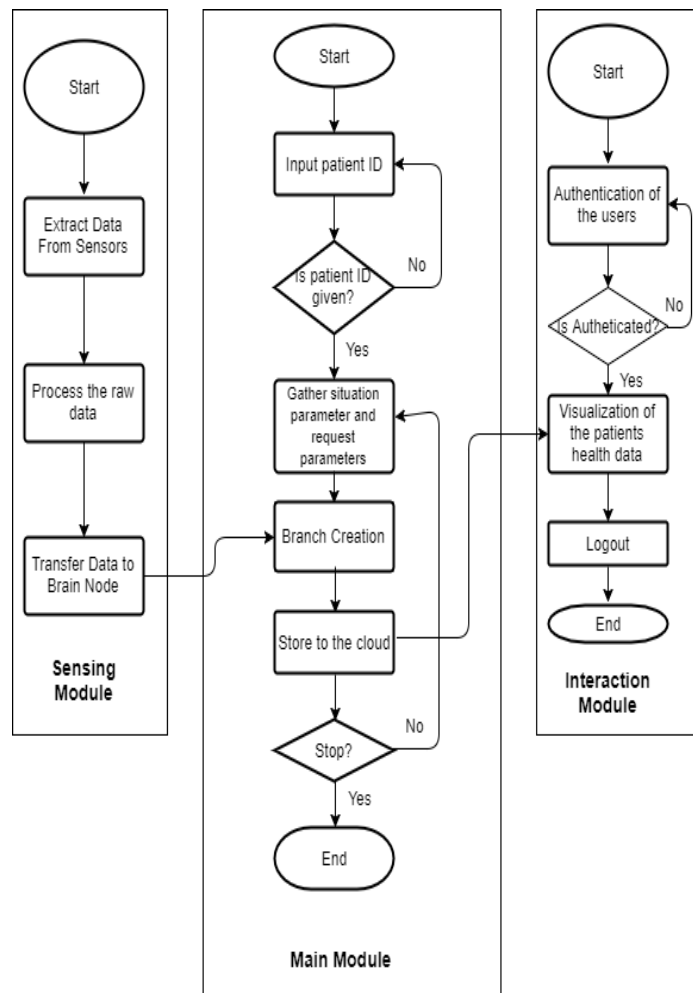 Start
Extract Data
From Sensors
Process the raw
data
Transfer Data to
Brain Node
Sensing
Module
Start
Input patient ID
Is patient ID
given?
No
Yes
Gather situation
parameter and
request
parameters
Branch Creation
Store to the cloud
Stop?
No
Yes
End
Main Module
Start
Authentication of
the users
Is Autheticated?
No
Yes
Visualization of
the patients
health data
Logout
End
Interaction
Module